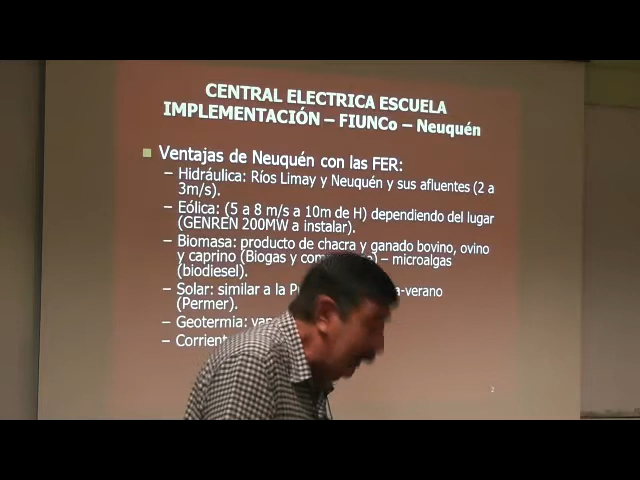 CENTRAL ELECTRICA ESCUELA
IMPLEMENTACIÓN – FIUNCo – Neuquén
Ventajas de Neuquén con las FER:
– Hidráulica: Ríos Limay y Neuquén y sus afluentes (2 a
3m/s).
– Eólica: (5 a 8 m/s a 10m de H) dependiendo del lugar
(GENREN 200MW a instalar).
– Biomasa: producto de chacra y ganado bovino, ovino
y caprino (Biogas y – microalgas
(biodiesel).
– Solar: similar a la -verano
(Permer).
– Geotermia:
–
2